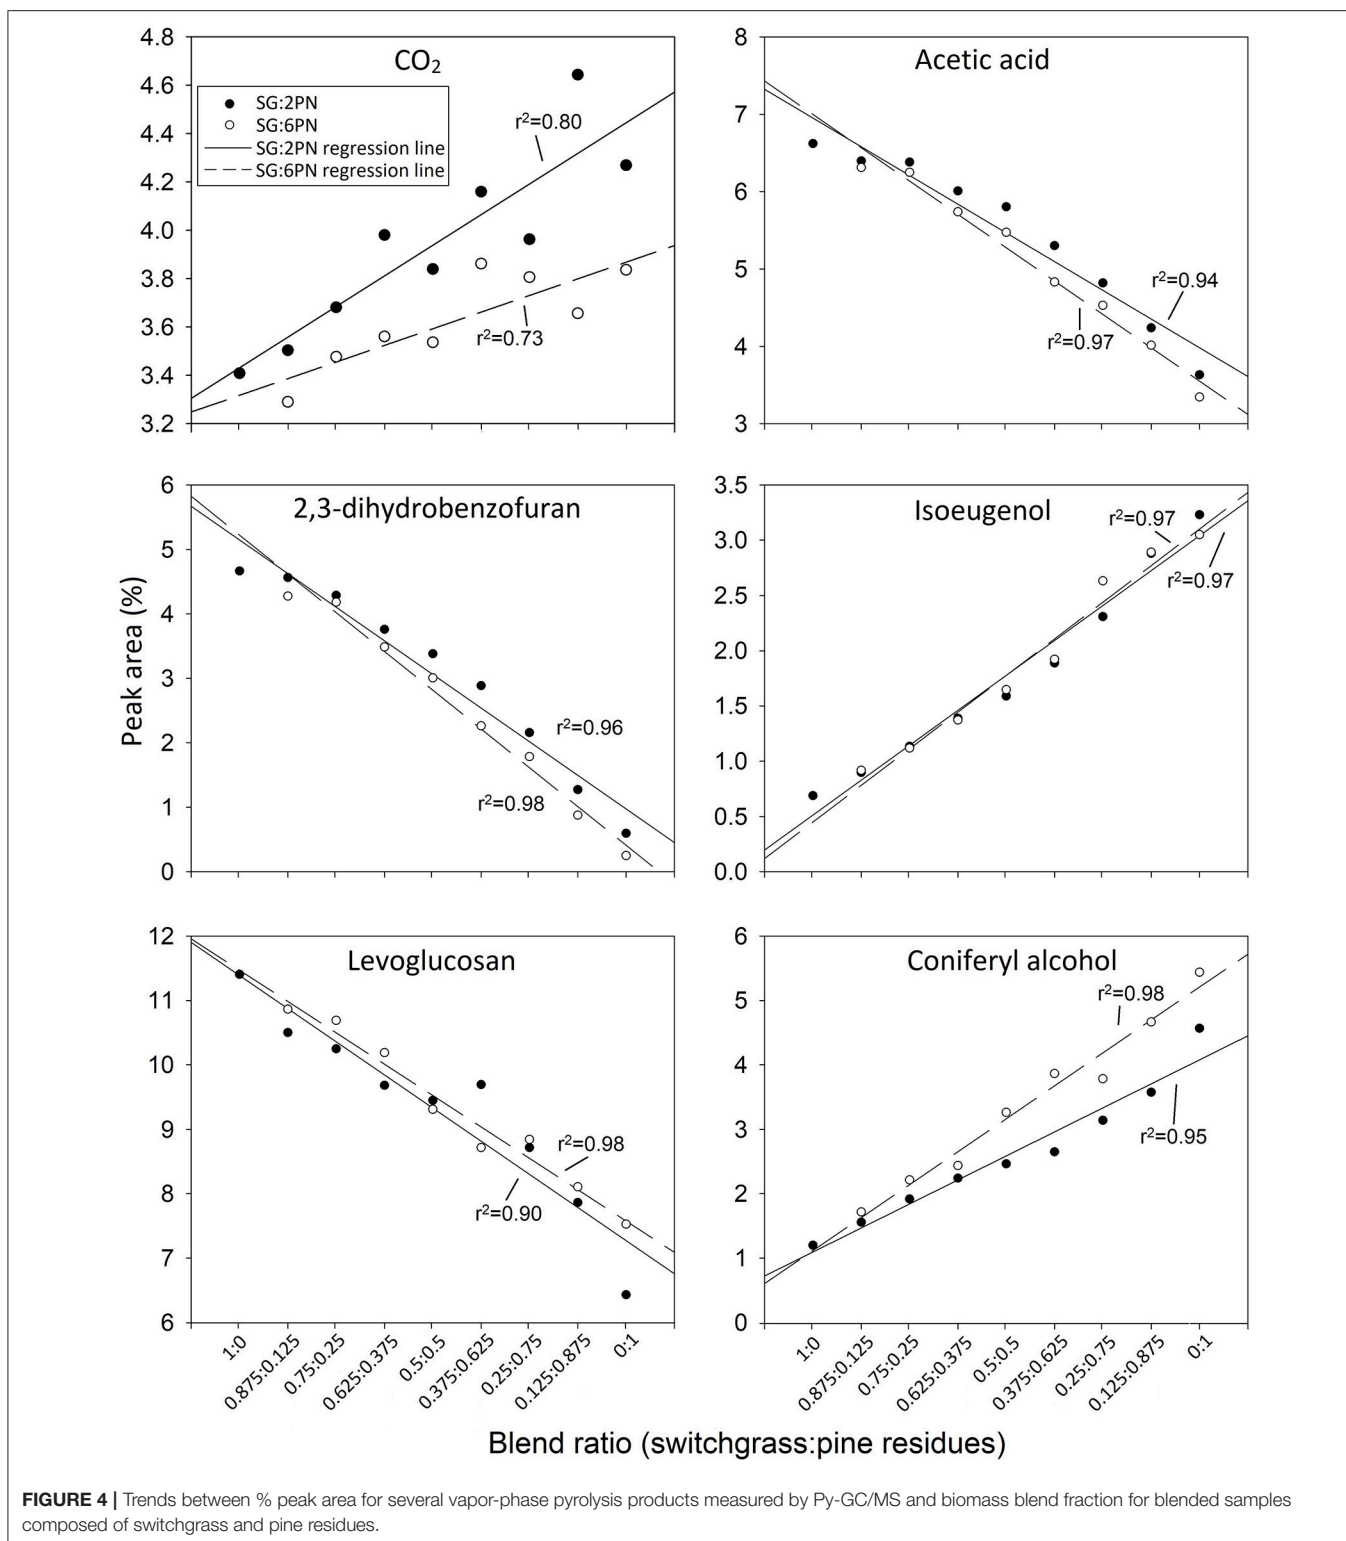 CO2
4.8
4.6
4.4
4.2
4.0
3.8
3.6
3.4
3.2
SG:2PN
SG:6PN
SG:2PN regression line
SG:6PN regression line
r2=0.80
r2=0.73
Acetic acid
8
7
6
5
4
3
r2=0.94
r2=0.97
Peak area (%)
2,3-dihydrobenzofuran
6
5
4
3
2
1
0
r2=0.96
r2=0.98
Isoeugenol
3.5
3.0
2.5
2.0
1.5
1.0
0.5
0.0
r2=0.97
r2=0.97
Levoglucosan
12
11
10
9
8
7
6
r2=0.98
r2=0.90
1:0
0.875:0.125
0.75:0.25
0.625:0.375
0.5:0.5
0.375:0.625
0.25:0.75
0.125:0.875
0:1
Coniferyl alcohol
6
5
4
3
2
1
0
r2=0.98
r2=0.95
1:0
0.875:0.125
0.75:0.25
0.625:0.375
0.5:0.5
0.375:0.625
0.25:0.75
0.125:0.875
0:1
Blend ratio (switchgrass:pine residues)
FIGURE 4 | Trends between % peak area for several vapor-phase pyrolysis products measured by Py-GC/MS and biomass blend fraction for blended samples
composed of switchgrass and pine residues.